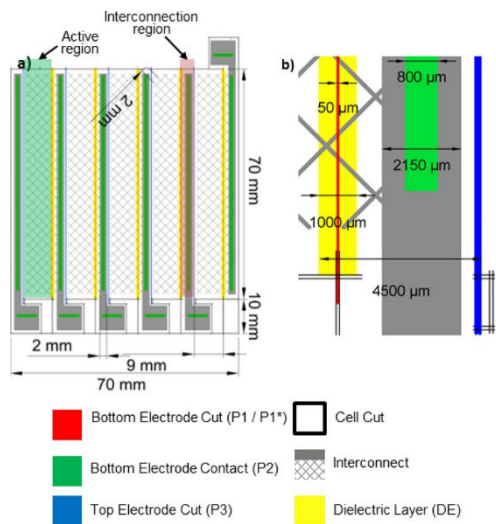 Active
region
Interconnection
region
a)
2 mm
70 mm
10 mm
2 mm
9 mm
70 mm
b)
800 µm
50 µm
2150 µm
1000 µm
4500 µm
Bottom Electrode Cut (P1 / P1*)
Cell Cut
Bottom Electrode Contact (P2)
Interconnect
Top Electrode Cut (P3)
Dielectric Layer (DE)